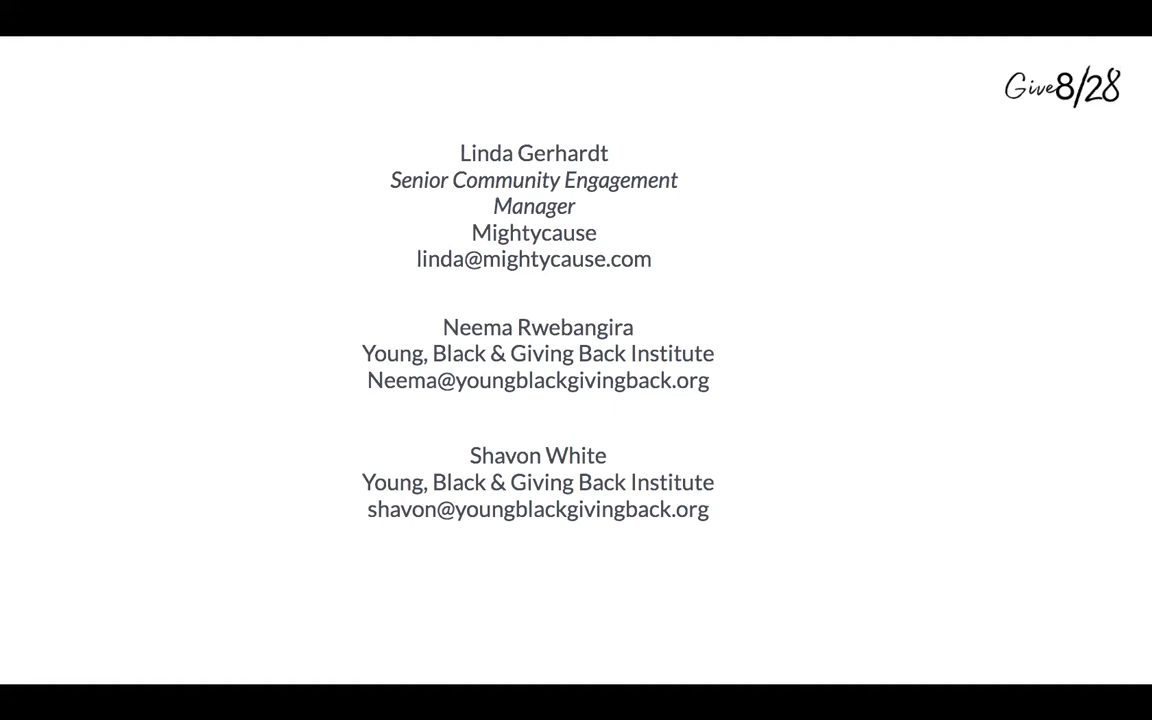 Give8/28
Linda Gerhardt
Senior Community Engagement
Manager
Mightycause
linda@mightycause.com
Neema Rwebangira
Young, Black & Giving Back Institute
Neema@youngblackgivingback.org
Shavon White
Young, Black & Giving Back Institute
shavon@youngblackgivingback.org